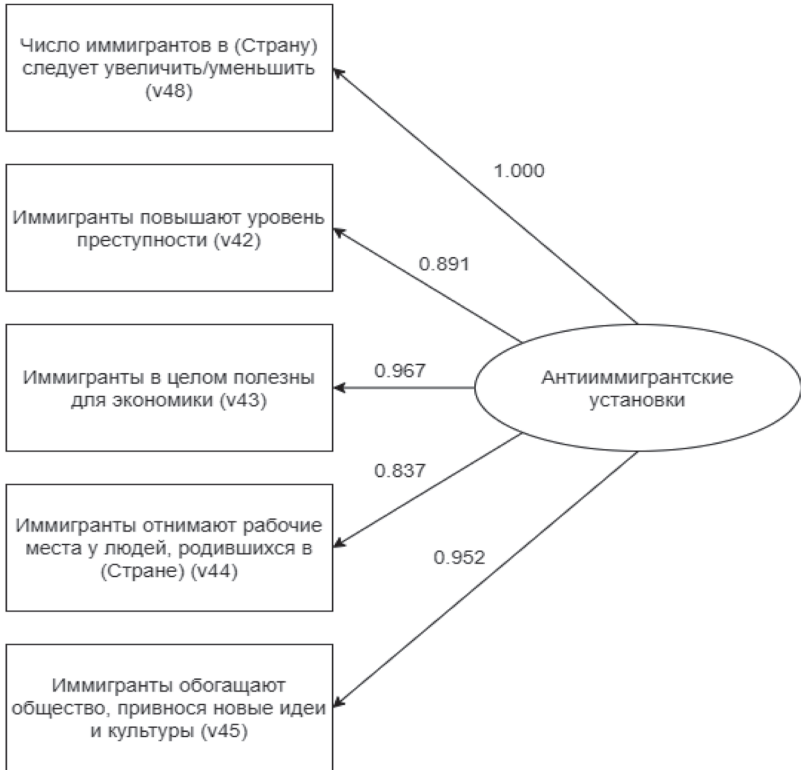 Число иммигрантов в (Страну)
следует увеличить/уменьшить
(v48)
1.000
Иммигранты повышают уровень
преступности (v42)
0.891
Иммигранты в целом полезны
для экономики (v43)
0.967
Антииммигрантские
установки
Иммигранты отнимают рабочие
места у людей, родившихся в
(Стране) (v44)
0.837
0.952
Иммигранты обогащают
общество, привнося новые идеи
и культуры (v45)